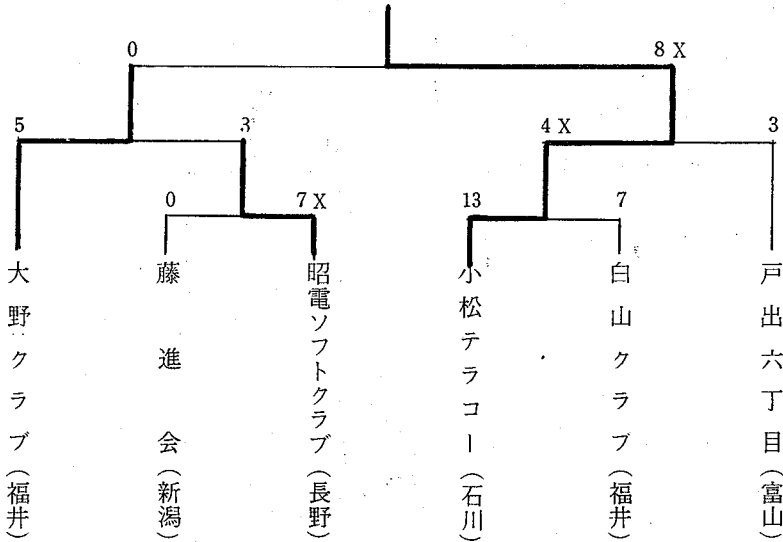 0
8 X
5
3
4 X
3
0
7 X
13
7
大野クラブ(福井)
藤進会(新潟)
昭電ソフトクラブ(長野)
小松テラコー(石川)
白山クラブ(福井)
戸出六丁目(富山)